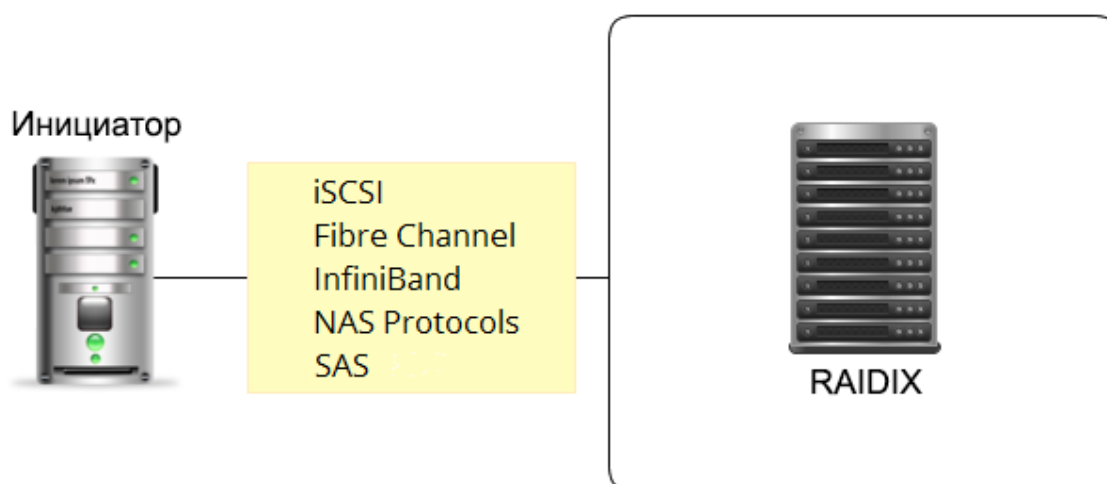 Инициатор
iSCSI
Fibre Channel
InfiniBand
NAS Protocols
SAS
RAIDIX